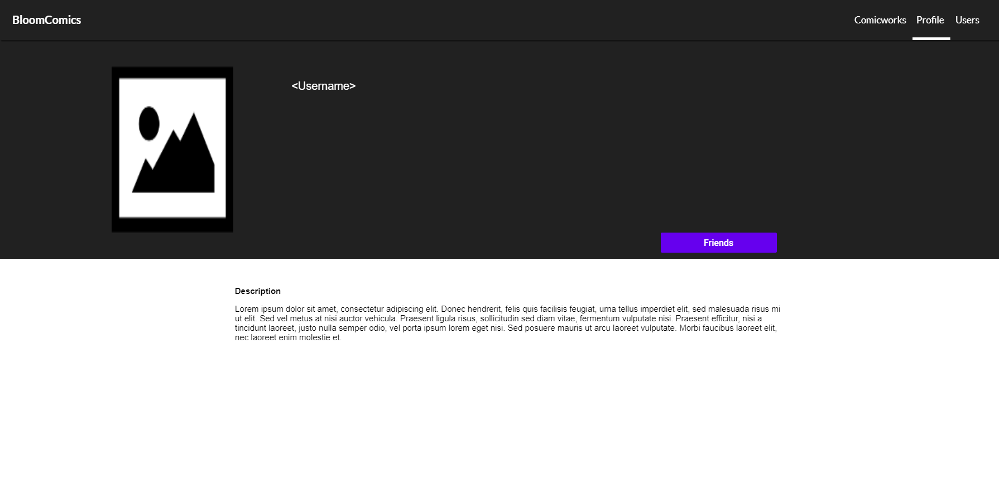 BloomComics
Comicworks Profile Users
<Username>
Friends
Description
Lorem ipsum dolor sit amet, consectetur adipiscing elit. Donec hendrerit, felis quis facilisis feugiat, urna tellus imperdiet elit, sed malesuada risus mi
ut elit. Sed vel metus at nisi auctor vehicula. Praesent ligula risus, sollicitudin sed diam vitae, fermentum vulputate nisi. Praesent efficitur, nisi a
tincidunt laoreet, justo nulla semper odio, vel porta ipsum lorem eget nisi. Sed posuere mauris ut arcu laoreet vulputate. Morbi faucibus laoreet elit,
nec laoreet enim molestie et.